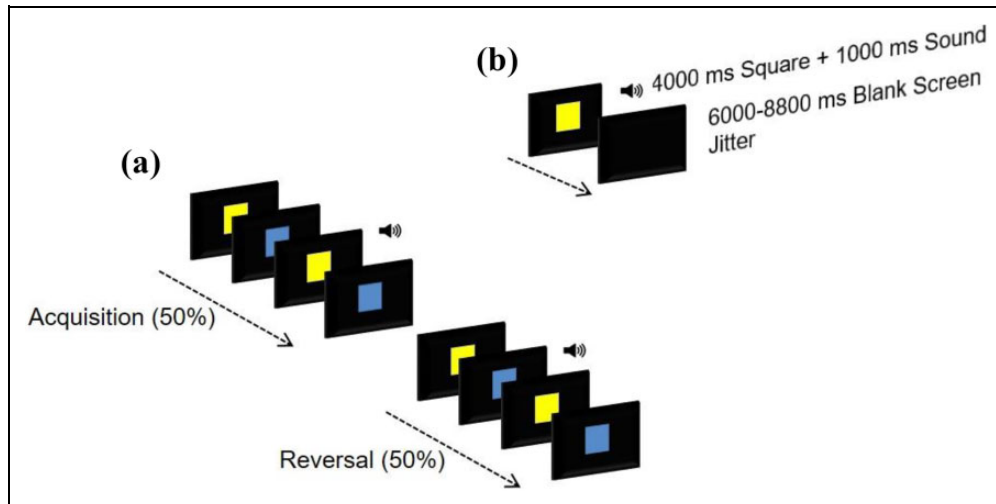 (b)
4000 ms Square + 1000 ms Sound
6000-8800 ms Blank Screen
Jitter
(a)
Acquisition (50%)
Reversal (50%)